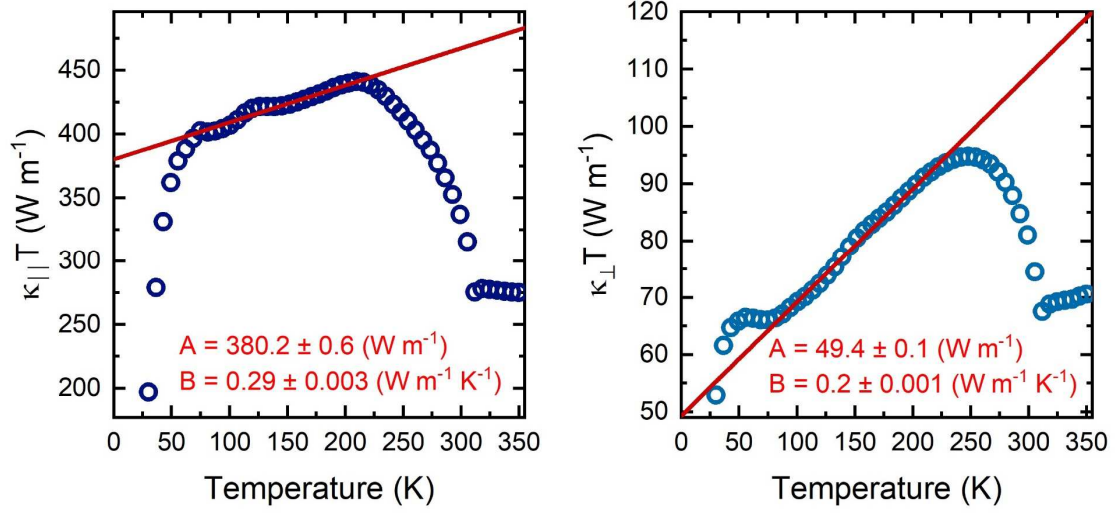 κ||T (W m⁻¹)
450
400
350
300
250
200
0 50 100 150 200 250 300 350
Temperature (K)
A = 380.2 ± 0.6 (W m⁻¹)
B = 0.29 ± 0.003 (W m⁻¹ K⁻¹)
κ⊥T (W m⁻¹)
120
110
100
90
80
70
60
50
0 50 100 150 200 250 300 350
Temperature (K)
A = 49.4 ± 0.1 (W m⁻¹)
B = 0.2 ± 0.001 (W m⁻¹ K⁻¹)